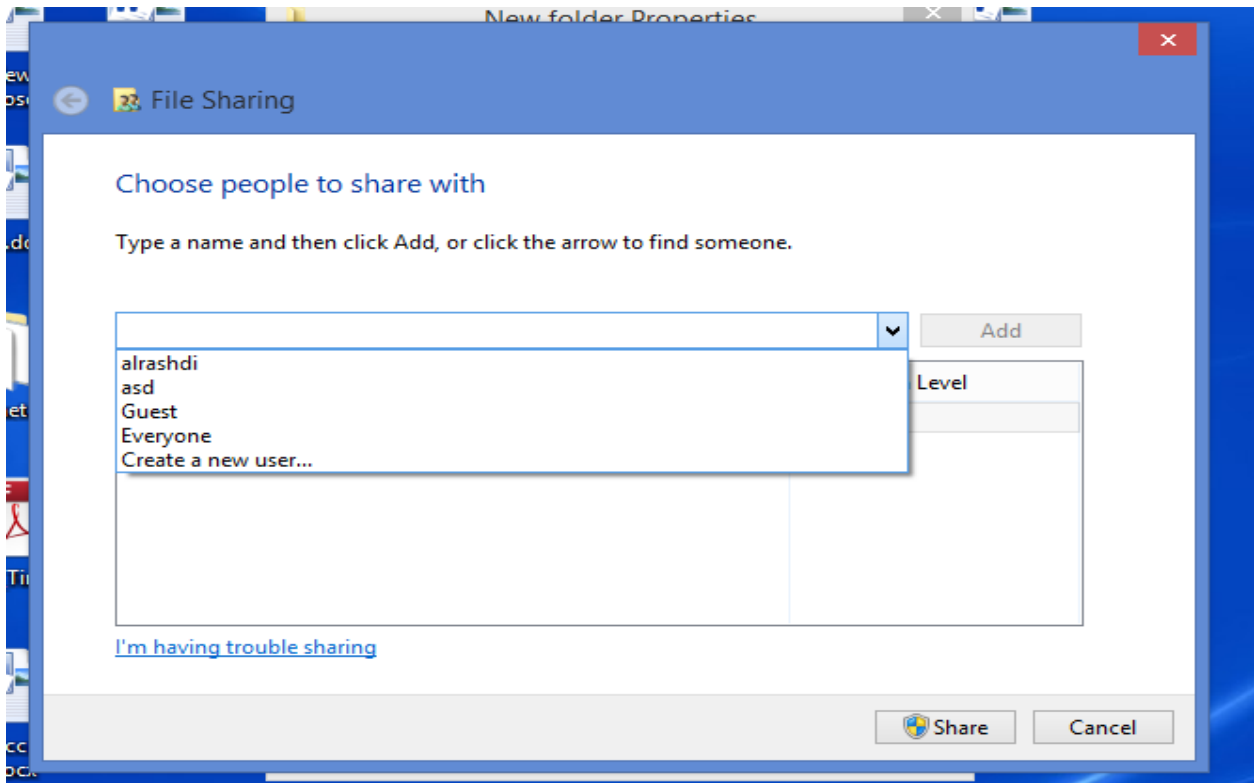 New folder Properties
File Sharing
Choose people to share with
Type a name and then click Add, or click the arrow to find someone.
Add
alrashdi
asd
Guest
Everyone
Create a new user...
Level
I'm having trouble sharing
Share
Cancel